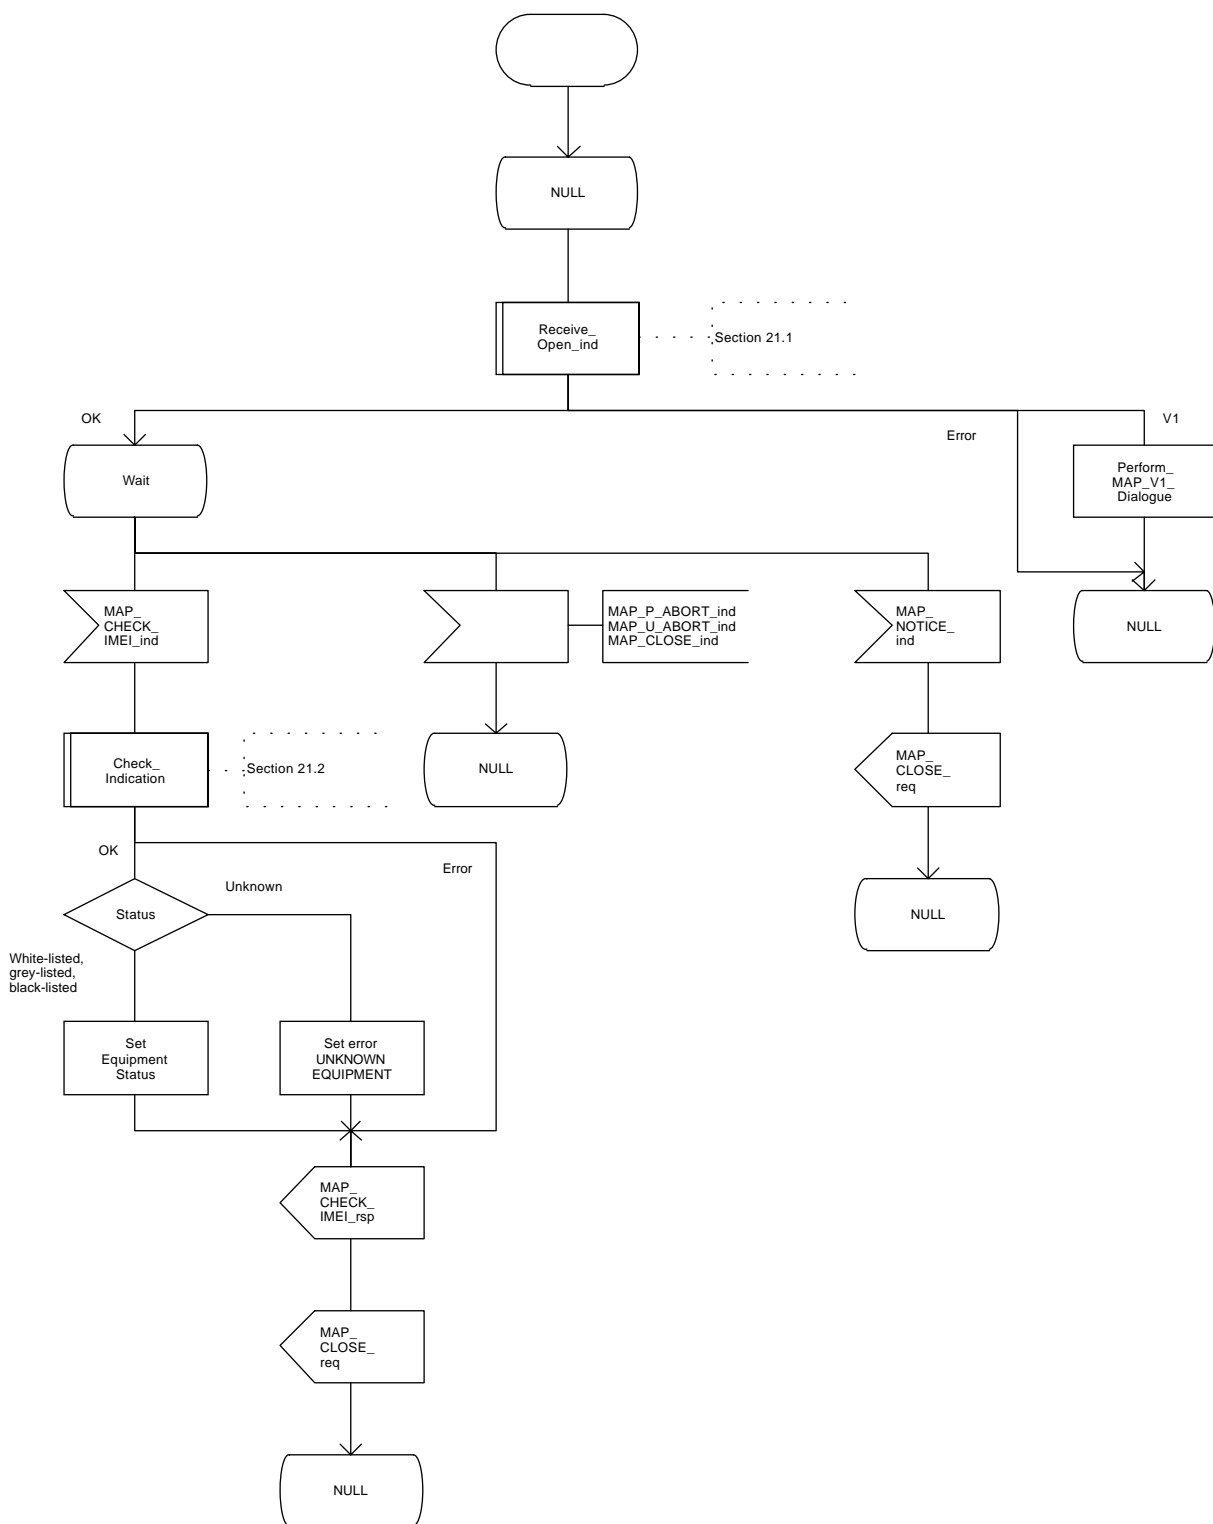 NULL
Receive_
Open_ind
Section 21.1
OK
Error
V1
Wait
Perform_
MAP_V1_
Dialogue
MAP_
CHECK_
IMEI_ind
MAP_P_ABORT_ind
MAP_U_ABORT_ind
MAP_CLOSE_ind
MAP_
NOTICE_
ind
NULL
Check_
Indication
Section 21.2
NULL
MAP_
CLOSE_
req
OK
Error
Unknown
Status
NULL
White-listed,
grey-listed,
black-listed
Set
Equipment
Status
Set error
UNKNOWN
EQUIPMENT
MAP_
CHECK_
IMEI_rsp
MAP_
CLOSE_
req
NULL